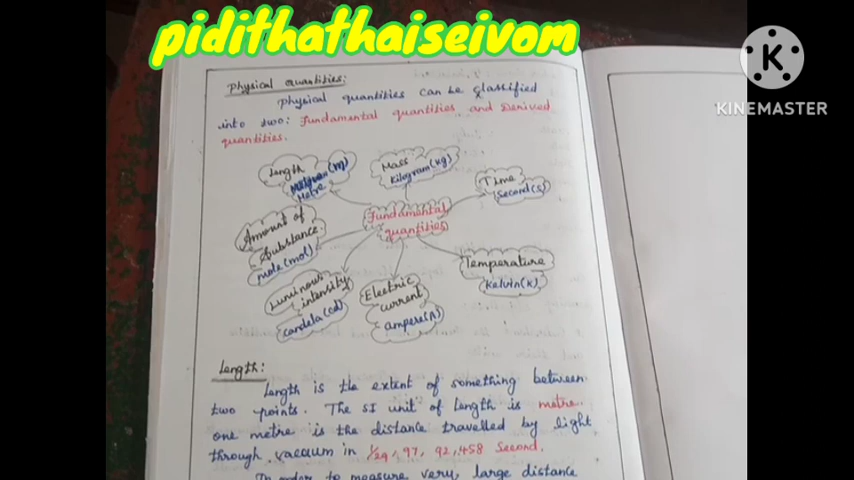 pidithathaiseivom
KINEMASTER
Physical Quantities:
Physical quantities can be classified
into two: Fundamental quantities and Derived
quantities.
Length
(m)
Metre
Mass
Kilogram(kg)
Time
Second(s)
Fundamental
quantities
Amount of
Substance
mole(mol)
Luminous
intensity
candela(cd)
Electric
current
ampere(A)
Temperature
Kelvin(K)
Length:
Length is the extent of something between
two points. The SI unit of length is metre.
one metre is the distance travelled by light
through vacuum in 1/29,97,92,458 Second.
In order to measure very, large distance